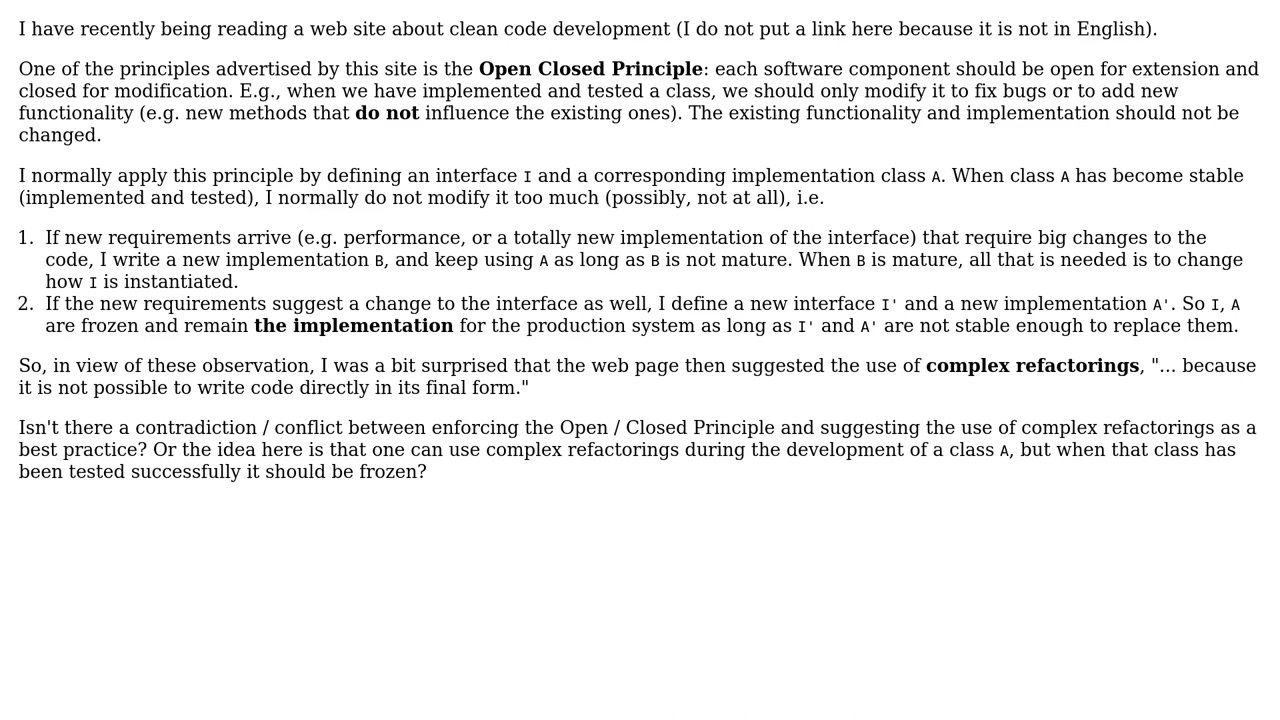 I have recently being reading a web site about clean code development (I do not put a link here because it is not in English).
One of the principles advertised by this site is the Open Closed Principle: each software component should be open for extension and
closed for modification. E.g., when we have implemented and tested a class, we should only modify it to fix bugs or to add new
functionality (e.g. new methods that do not influence the existing ones). The existing functionality and implementation should not be
changed.
I normally apply this principle by defining an interface I and a corresponding implementation class A. When class A has become stable
(implemented and tested), I normally do not modify it too much (possibly, not at all), i.e.
1. If new requirements arrive (e.g. performance, or a totally new implementation of the interface) that require big changes to the
code, I write a new implementation B, and keep using A as long as B is not mature. When B is mature, all that is needed is to change
how I is instantiated.
2. If the new requirements suggest a change to the interface as well, I define a new interface I' and a new implementation A'. So I, A
are frozen and remain the implementation for the production system as long as I' and A' are not stable enough to replace them.
So, in view of these observation, I was a bit surprised that the web page then suggested the use of complex refactorings, "... because
it is not possible to write code directly in its final form."
Isn't there a contradiction / conflict between enforcing the Open / Closed Principle and suggesting the use of complex refactorings as a
best practice? Or the idea here is that one can use complex refactorings during the development of a class A, but when that class has
been tested successfully it should be frozen?